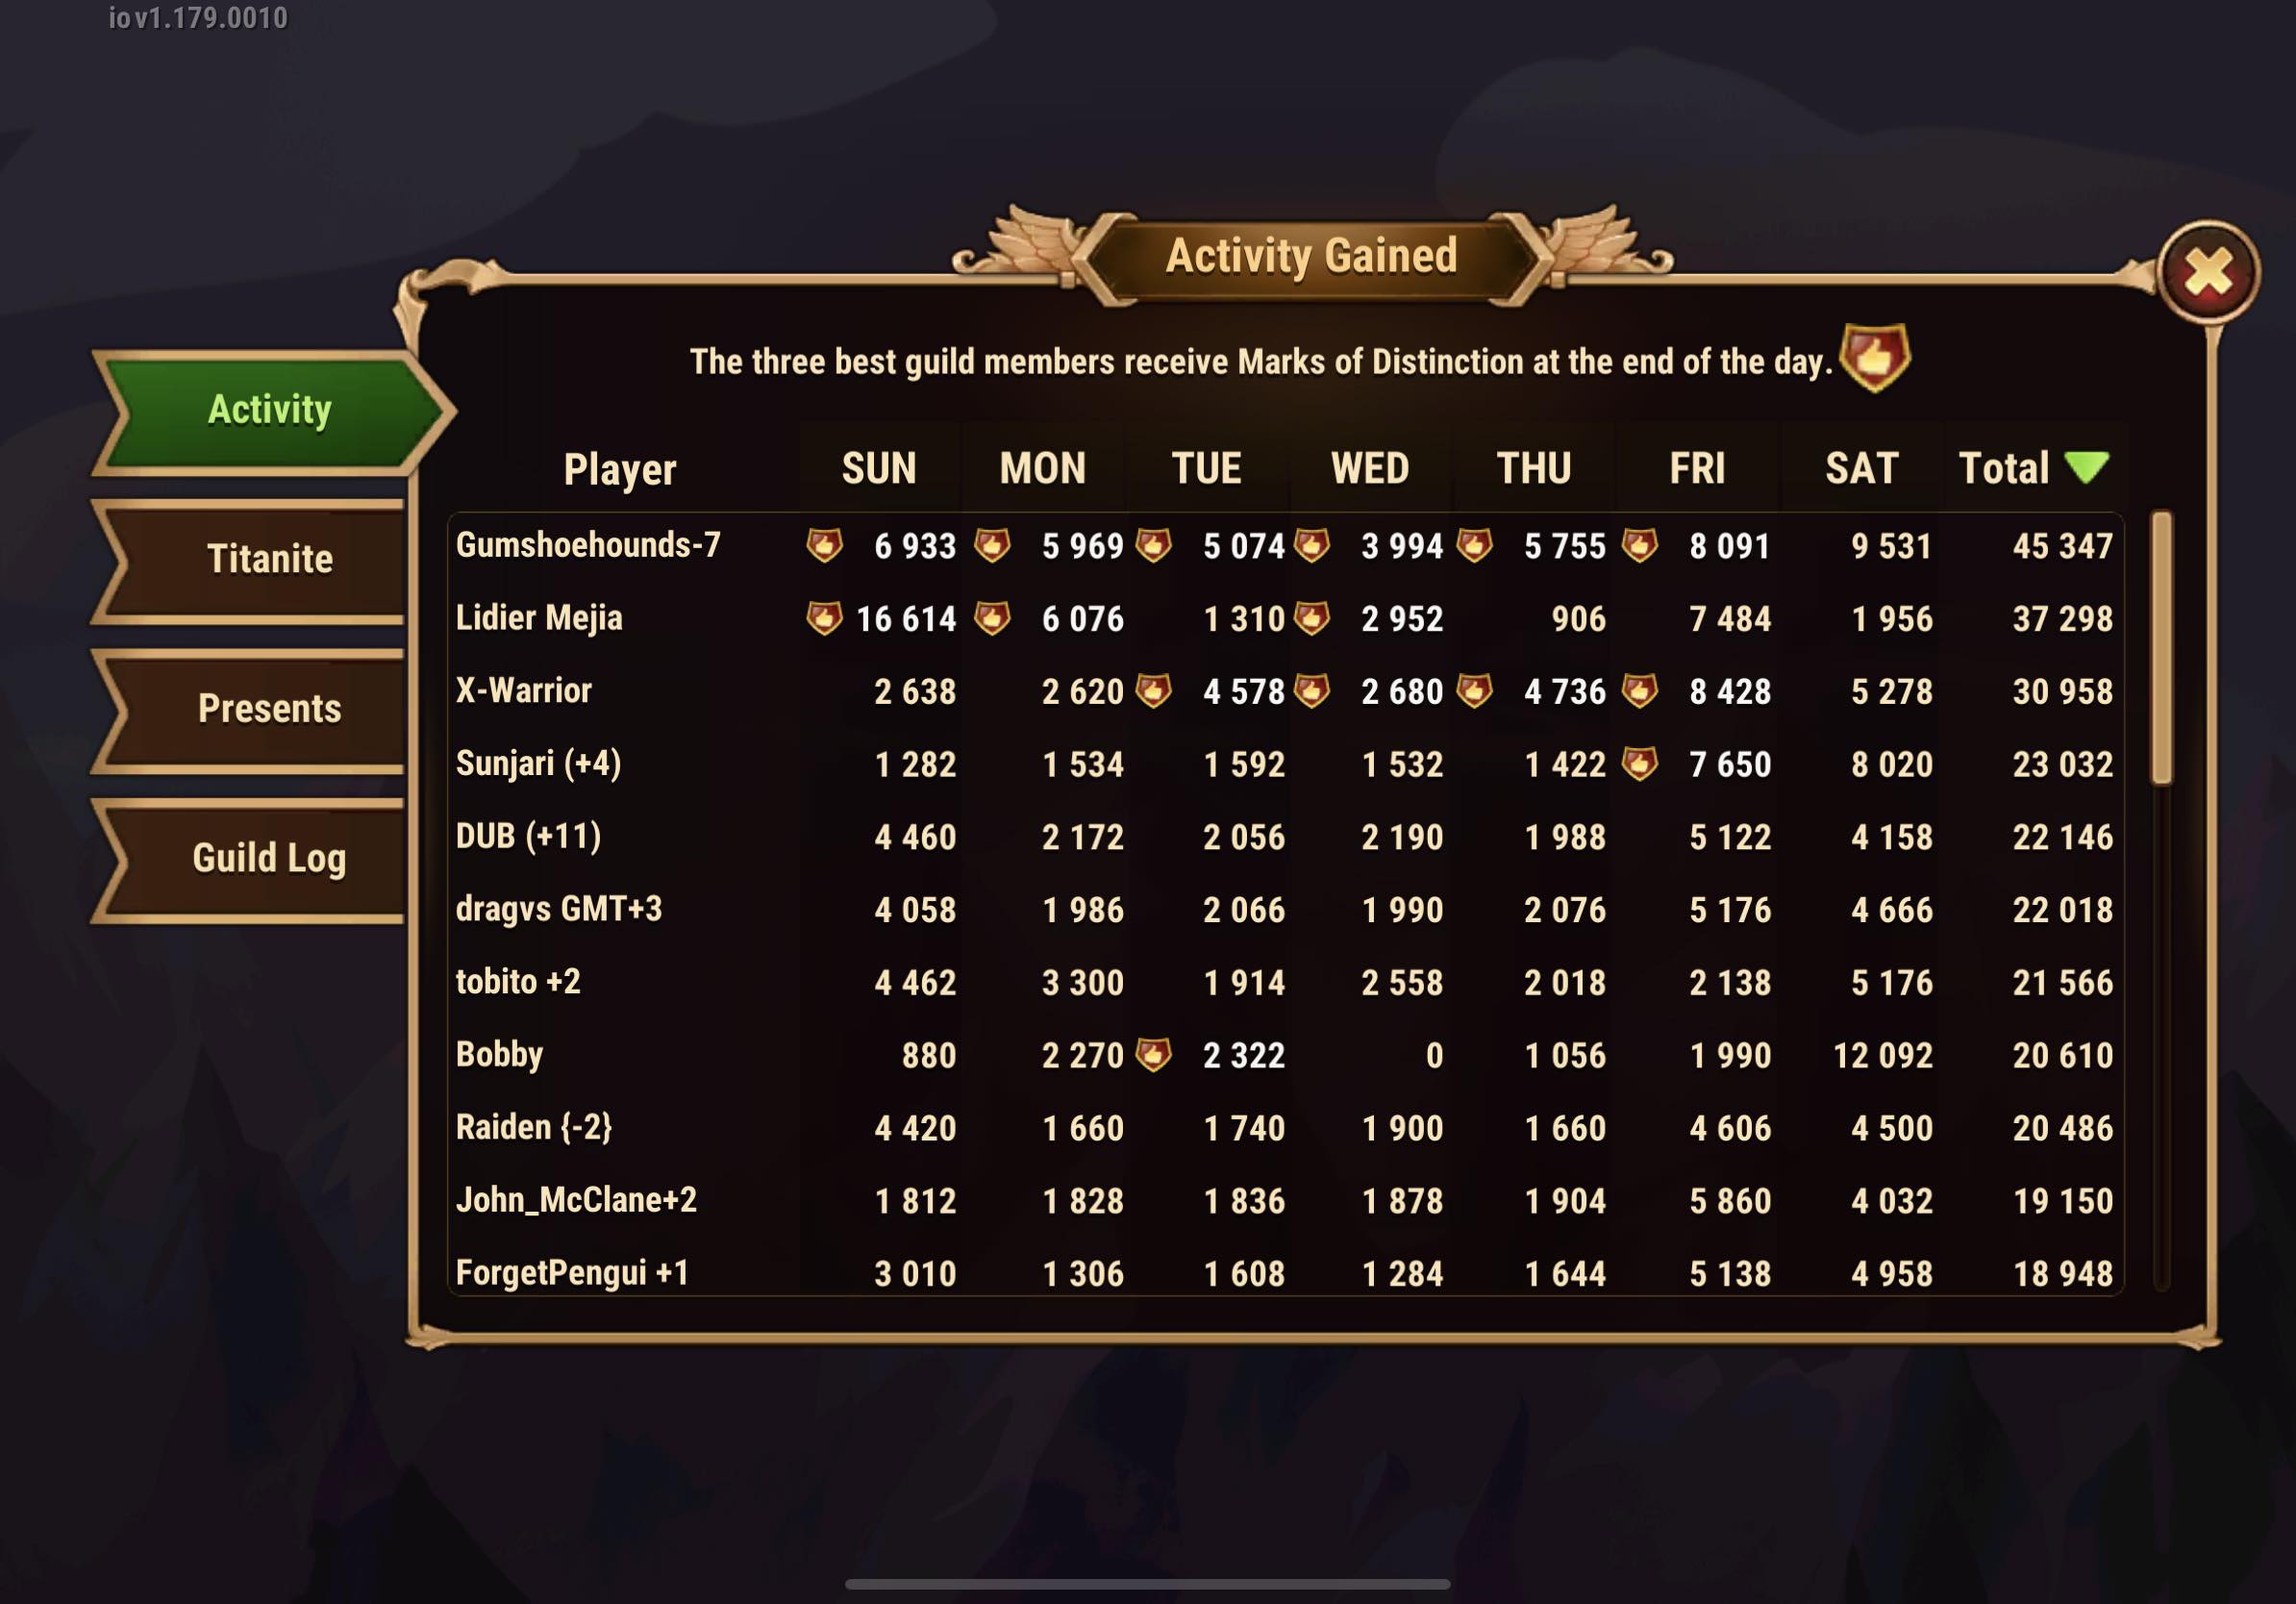 iov1.179.0010
Activity Gained
The three best guild members receive Marks of Distinction at the end of the day.
Activity
Titanite
Presents
Guild Log
Player SUN MON TUE WED THU FRI SAT Total
Gumshoehounds-7 6 933 5 969 5 074 3 994 5 755 8 091 9 531 45 347
Lidier Mejia 16 614 6 076 1 310 2 952 906 7 484 1 956 37 298
X-Warrior 2 638 2 620 4 578 2 680 4 736 8 428 5 278 30 958
Sunjari (+4) 1 282 1 534 1 592 1 532 1 422 7 650 8 020 23 032
DUB (+11) 4 460 2 172 2 056 2 190 1 988 5 122 4 158 22 146
dragvs GMT+3 4 058 1 986 2 066 1 990 2 076 5 176 4 666 22 018
tobito +2 4 462 3 300 1 914 2 558 2 018 2 138 5 176 21 566
Bobby 880 2 270 2 322 0 1 056 1 990 12 092 20 610
Raiden {-2} 4 420 1 660 1 740 1 900 1 660 4 606 4 500 20 486
John_McClane+2 1 812 1 828 1 836 1 878 1 904 5 860 4 032 19 150
ForgetPengui +1 3 010 1 306 1 608 1 284 1 644 5 138 4 958 18 948